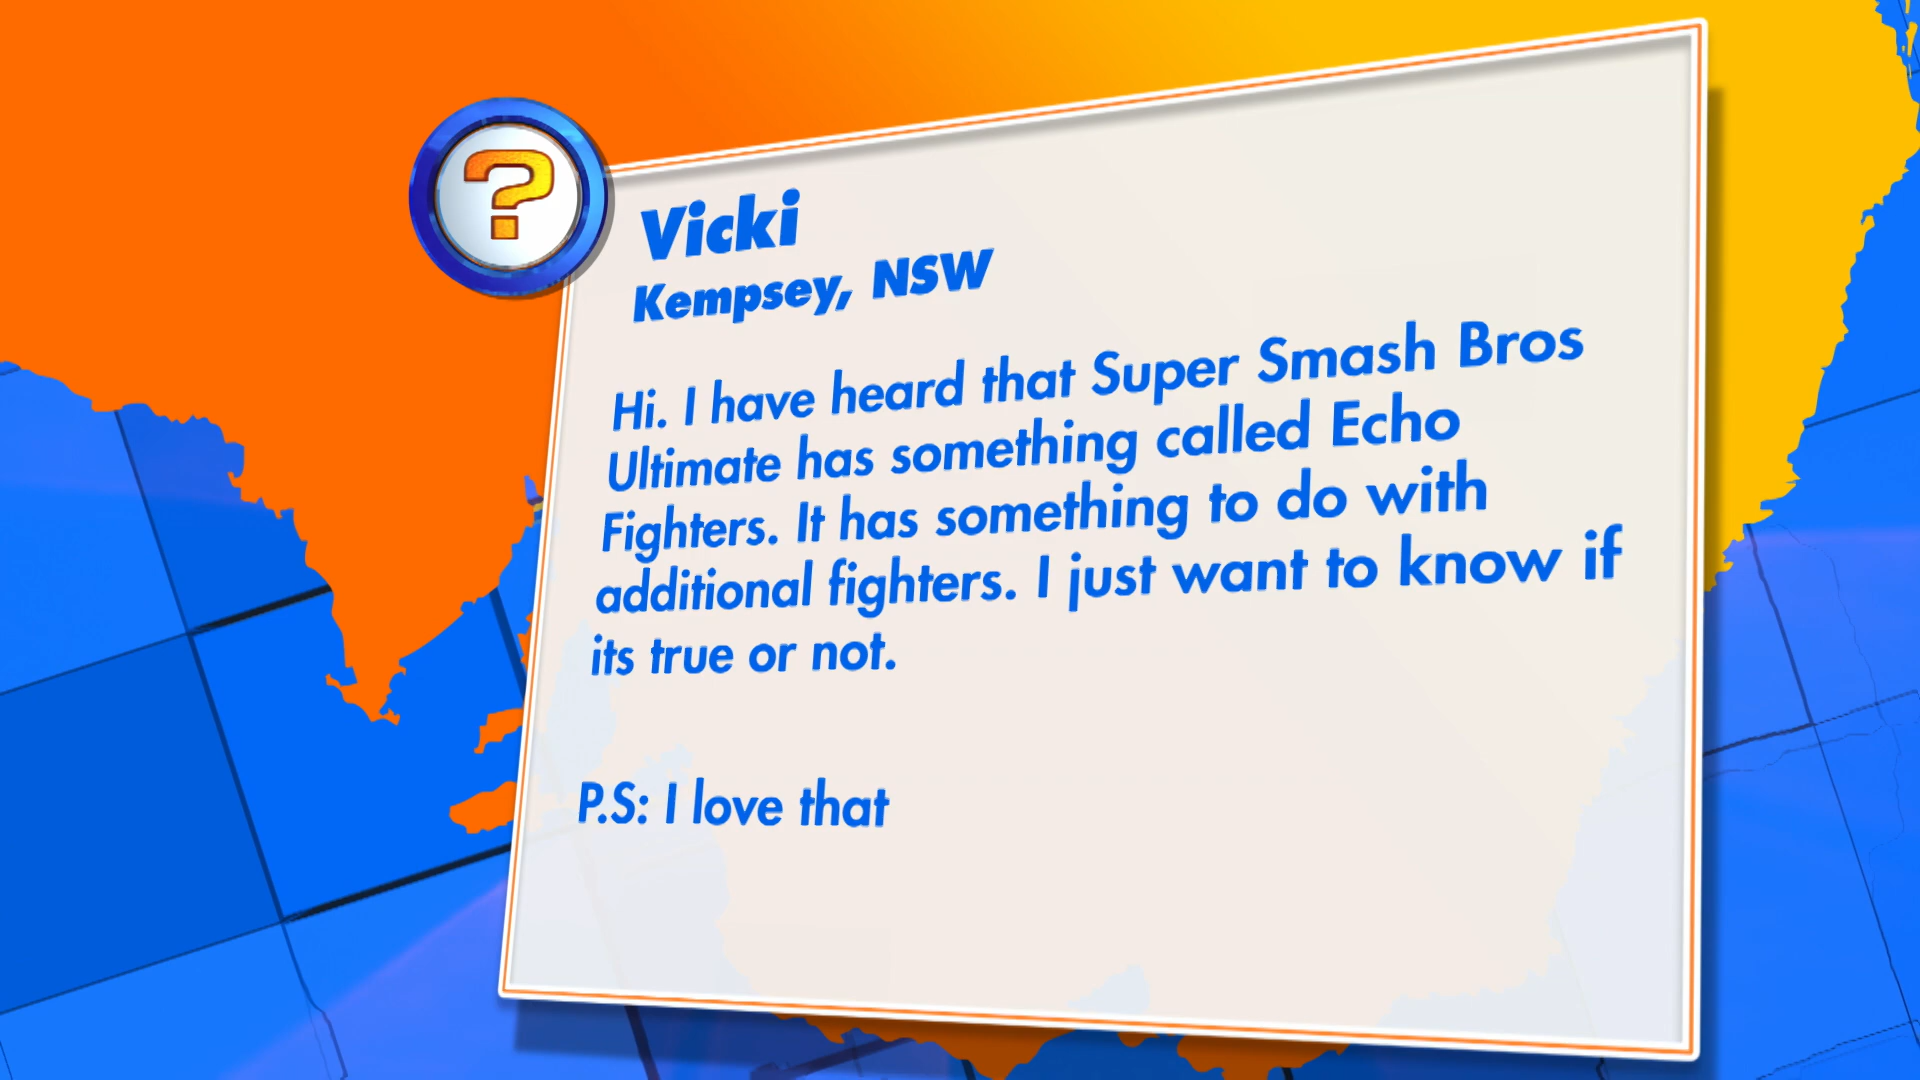 ?
Vicki
Kempsey, NSW
Hi. I have heard that Super Smash Bros
Ultimate has something called Echo
Fighters. It has something to do with
additional fighters. I just want to know if
its true or not.
P.S: I love that